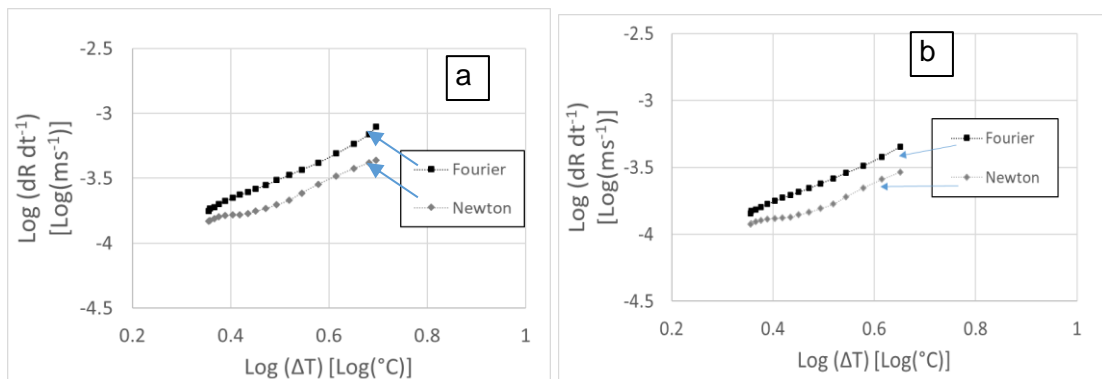 a
-2.5
-3
-3.5
-4
-4.5
0.2 0.4 0.6 0.8 1
Log (dR dt⁻¹)
[Log(ms⁻¹)]
Log (ΔT) [Log(°C)]
Fourier
Newton
b
-2.5
-3
-3.5
-4
-4.5
0.2 0.4 0.6 0.8 1
Log (dR dt⁻¹)
[Log(ms⁻¹)]
Log (ΔT) [Log(°C)]
Fourier
Newton